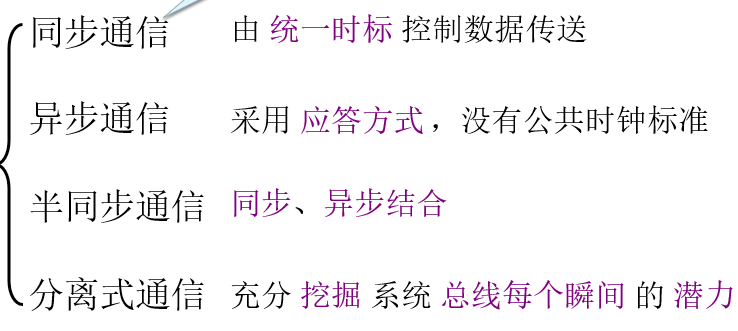 同步通信 由 统一时标 控制数据传送
异步通信 采用 应答方式，没有公共时钟标准
半同步通信 同步、异步结合
分离式通信 充分 挖掘 系统 总线每个瞬间 的 潜力